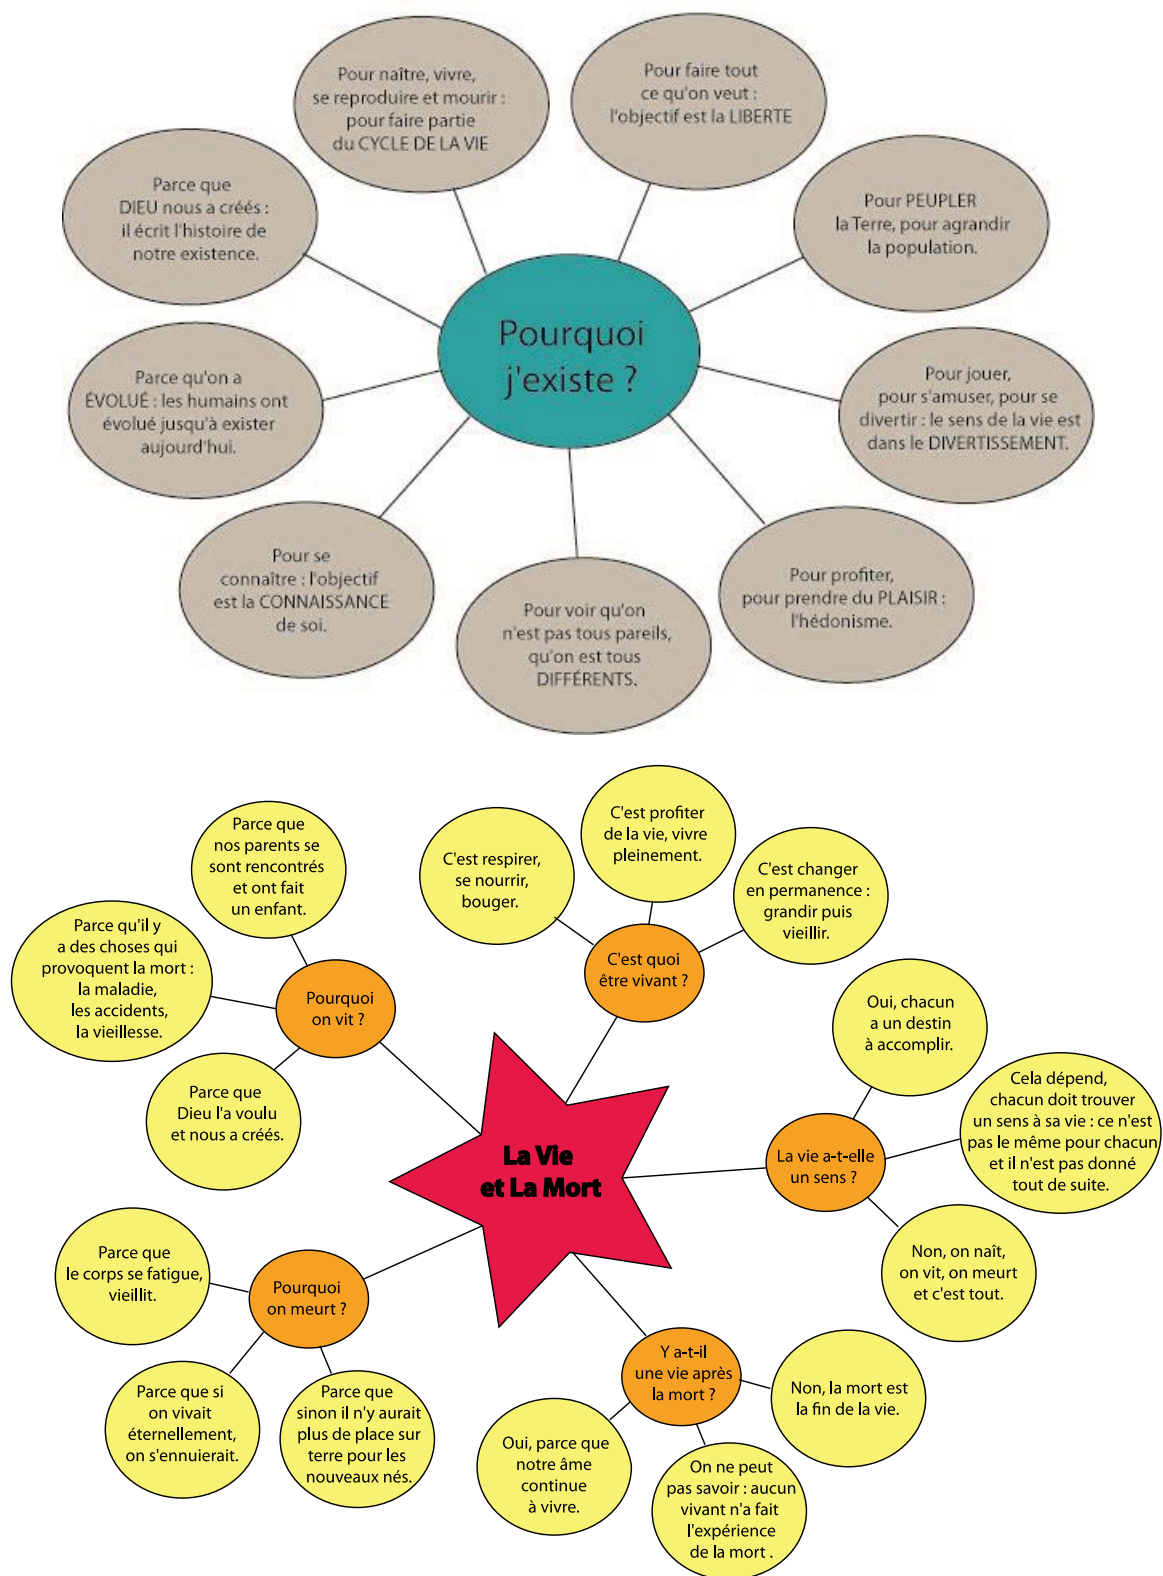 Pour naître, vivre,
se reproduire et mourir :
pour faire partie
du CYCLE DE LA VIE
Pour faire tout
ce qu'on veut :
l'objectif est la LIBERTE
Parce que
DIEU nous a créés :
il écrit l'histoire de
notre existence.
Pour PEUPLER
la Terre, pour agrandir
la population.
Pourquoi
j'existe ?
Parce qu'on a
ÉVOLUÉ : les humains ont
évolué jusqu'à exister
aujourd'hui.
Pour jouer,
pour s'amuser, pour se
divertir : le sens de la vie est
dans le DIVERTISSEMENT.
Pour se
connaître : l'objectif
est la CONNAISSANCE
de soi.
Pour voir qu'on
n'est pas tous pareils,
qu'on est tous
DIFFÉRENTS.
Pour profiter,
pour prendre du PLAISIR :
l'hédonisme.
Parce que
nos parents se
sont rencontrés
et ont fait
un enfant.
Parce qu'il y
a des choses qui
provoquent la mort :
la maladie,
les accidents,
la vieillesse.
Pourquoi
on vit ?
Parce que
Dieu l'a voulu
et nous a créés.
C'est respirer,
se nourrir,
bouger.
C'est profiter
de la vie, vivre
pleinement.
C'est changer
en permanence :
grandir puis
vieillir.
C'est quoi
être vivant ?
Oui, chacun
a un destin
à accomplir.
Cela dépend,
chacun doit trouver
un sens à sa vie : ce n'est
pas le même pour chacun
et il n'est pas donné
tout de suite.
La vie a-t-elle
un sens ?
Non, on naît,
on vit, on meurt
et c'est tout.
La Vie
et La Mort
Parce que
le corps se fatigue,
vieillit.
Pourquoi
on meurt ?
Parce que si
on vivait
éternellement,
on s'ennuierait.
Parce que
sinon il n'y aurait
plus de place sur
terre pour les
nouveaux nés.
Y a-t-il
une vie après
la mort ?
Non, la mort est
la fin de la vie.
Oui, parce que
notre âme
continue
à vivre.
On ne peut
pas savoir : aucun
vivant n'a fait
l'expérience
de la mort .